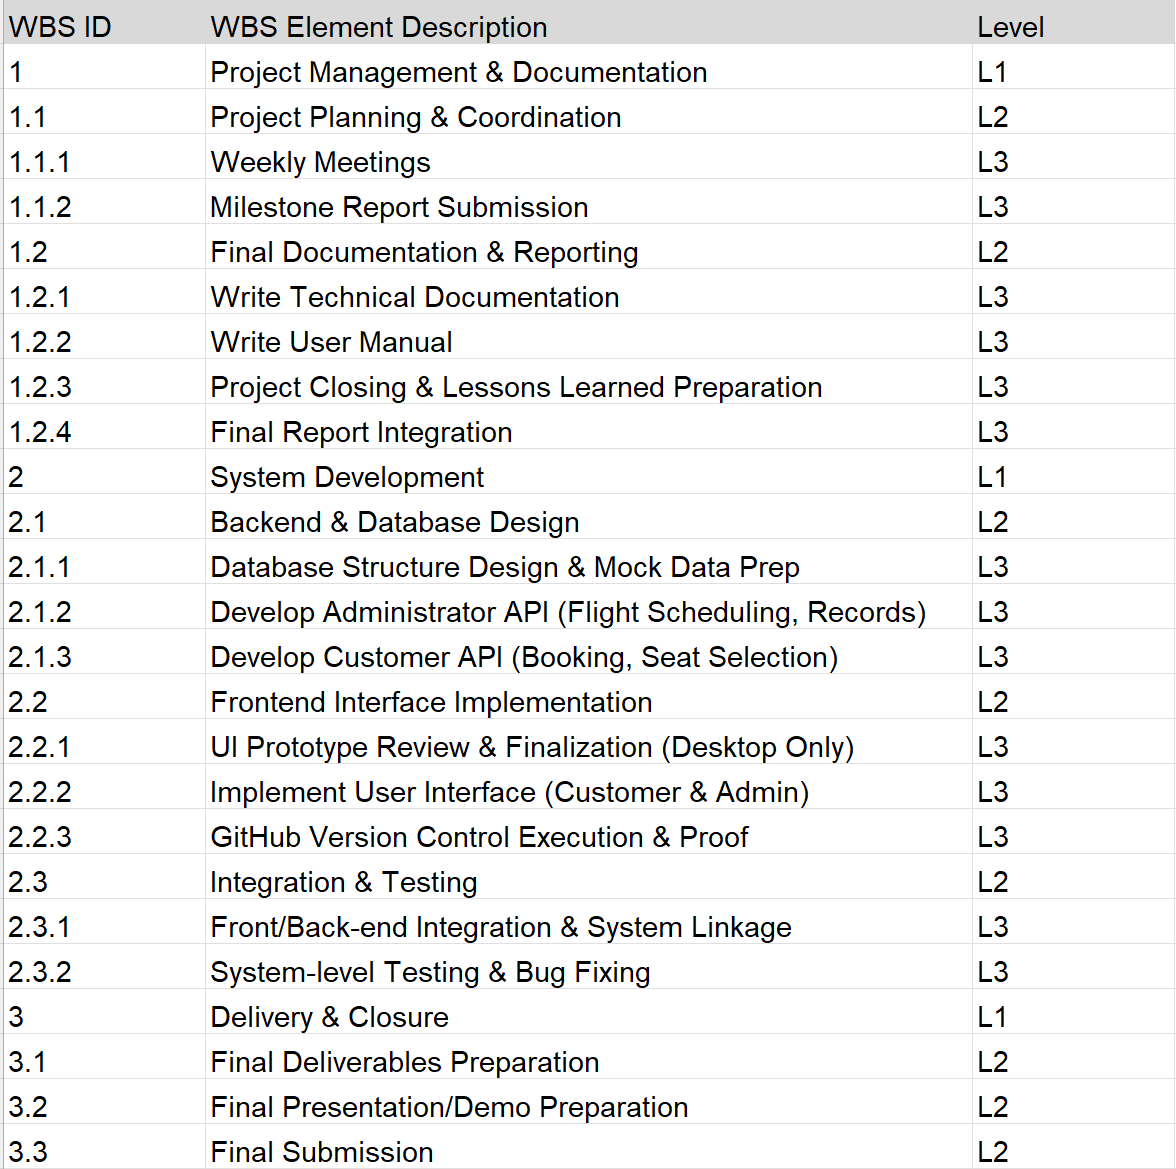 WBS ID WBS Element Description Level
1 Project Management & Documentation L1
1.1 Project Planning & Coordination L2
1.1.1 Weekly Meetings L3
1.1.2 Milestone Report Submission L3
1.2 Final Documentation & Reporting L2
1.2.1 Write Technical Documentation L3
1.2.2 Write User Manual L3
1.2.3 Project Closing & Lessons Learned Preparation L3
1.2.4 Final Report Integration L3
2 System Development L1
2.1 Backend & Database Design L2
2.1.1 Database Structure Design & Mock Data Prep L3
2.1.2 Develop Administrator API (Flight Scheduling, Records) L3
2.1.3 Develop Customer API (Booking, Seat Selection) L3
2.2 Frontend Interface Implementation L2
2.2.1 UI Prototype Review & Finalization (Desktop Only) L3
2.2.2 Implement User Interface (Customer & Admin) L3
2.2.3 GitHub Version Control Execution & Proof L3
2.3 Integration & Testing L2
2.3.1 Front/Back-end Integration & System Linkage L3
2.3.2 System-level Testing & Bug Fixing L3
3 Delivery & Closure L1
3.1 Final Deliverables Preparation L2
3.2 Final Presentation/Demo Preparation L2
3.3 Final Submission L2